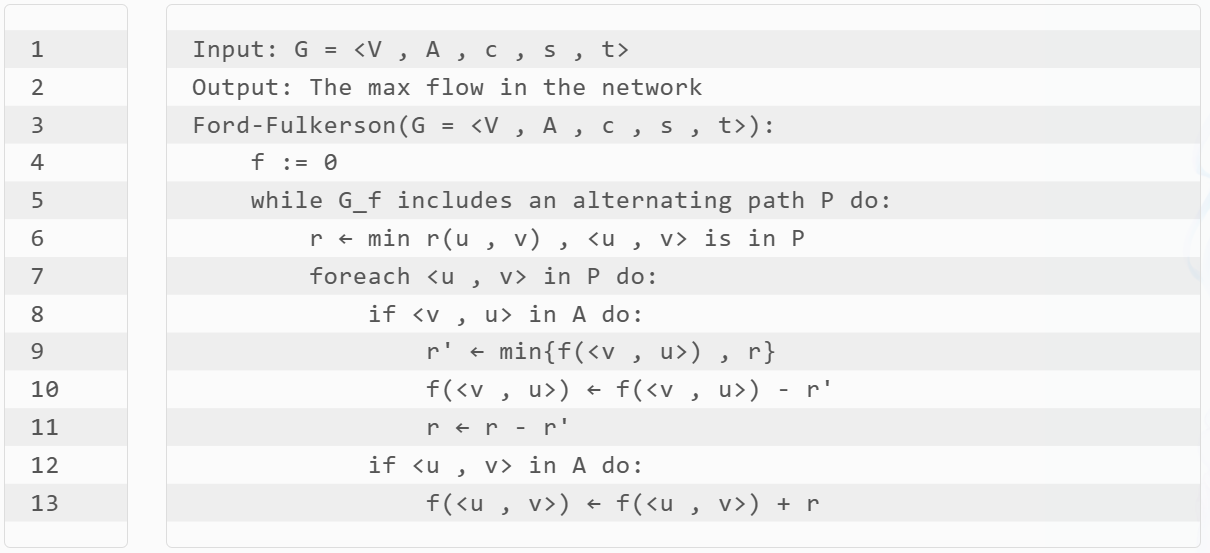 1 Input: G = <V , A , c , s , t>
2 Output: The max flow in the network
3 Ford-Fulkerson(G = <V , A , c , s , t>):
4     f := 0
5     while G_f includes an alternating path P do:
6         r ← min r(u , v) , <u , v> is in P
7         foreach <u , v> in P do:
8             if <v , u> in A do:
9                 r' ← min{f(<v , u>) , r}
10                 f(<v , u>) ← f(<v , u>) - r'
11                 r ← r - r'
12             if <u , v> in A do:
13                 f(<u , v>) ← f(<u , v>) + r